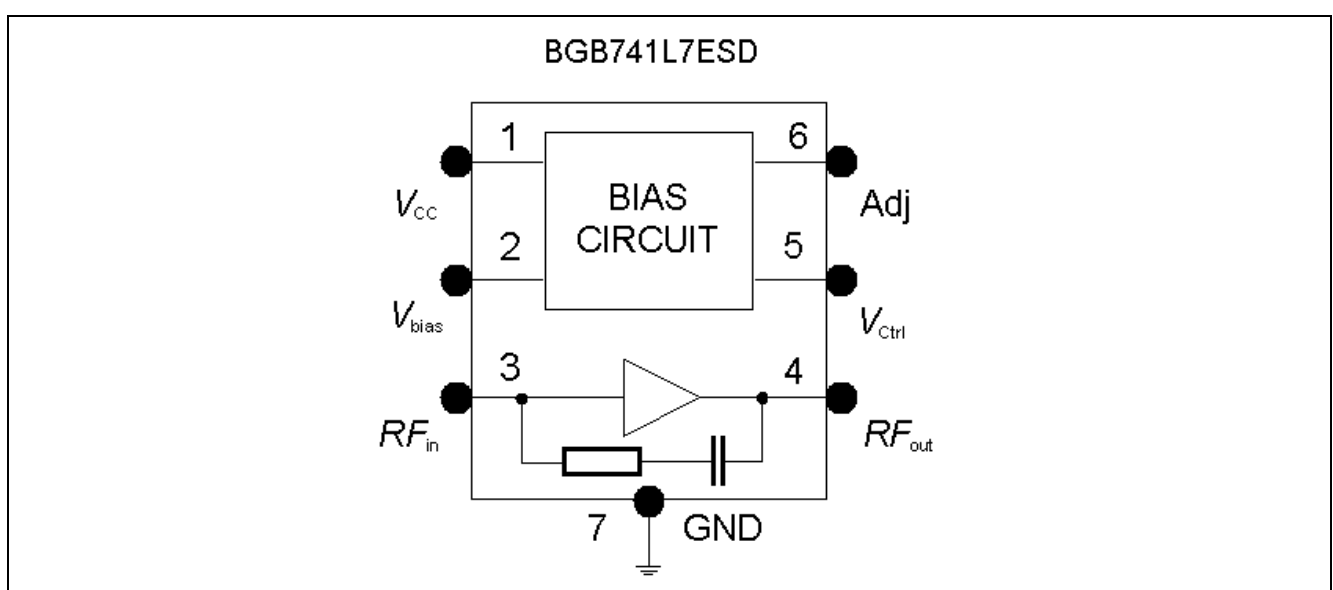 BGB741L7ESD
1
6
BIAS
CIRCUIT
VCC
Adj
2
5
Vbias
VCtrl
3
4
RFin
RFout
7
GND